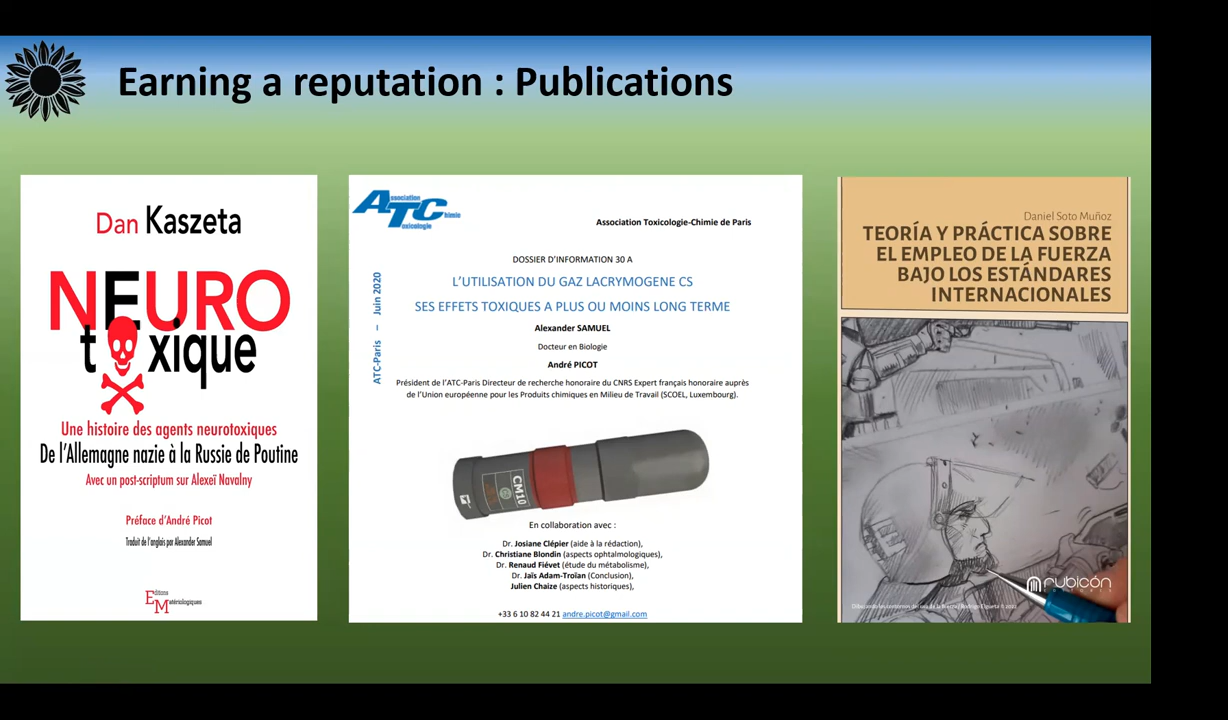 Earning a reputation : Publications
Dan Kaszeta
NEURO
toxique
Une histoire des agents neurotoxiques
De l'Allemagne nazie à la Russie de Poutine
Avec un post-scriptum sur Alexeï Navalny
Préface d'André Picot
Traduit de l'anglais par Alexander Samuel
Editions
Matériologiques
ATC
Association
Toxicologie
Chimie
Association Toxicologie-Chimie de Paris
ATC-Paris – Juin 2020
DOSSIER D'INFORMATION 30 A
L'UTILISATION DU GAZ LACRYMOGENE CS
SES EFFETS TOXIQUES A PLUS OU MOINS LONG TERME
Alexander SAMUEL
Docteur en Biologie
André PICOT
Président de l'ATC-Paris Directeur de recherche honoraire du CNRS Expert français honoraire auprès
de l'Union européenne pour les Produits chimiques en Milieu de Travail (SCOEL, Luxembourg).
CM10
En collaboration avec :
Dr. Josiane Clépier (aide à la rédaction),
Dr. Christiane Blondin (aspects ophtalmologiques),
Dr. Renaud Fiévet (étude du métabolisme),
Dr. Jaïs Adam-Troïan (Conclusion),
Julien Chaize (aspects historiques),
+33 6 10 82 44 21 andre.picot@gmail.com
Daniel Soto Muñoz
TEORÍA Y PRÁCTICA SOBRE
EL EMPLEO DE LA FUERZA
BAJO LOS ESTÁNDARES
INTERNACIONALES
rubicón
EDITORES